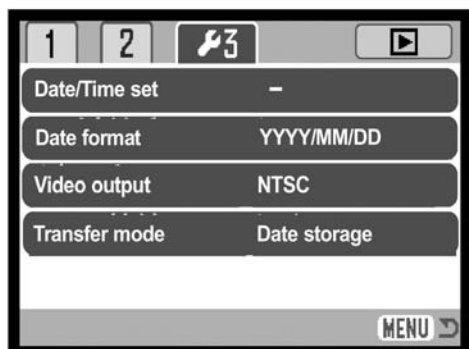 1 2 3
Date/Time set –
Date format YYYY/MM/DD
Video output NTSC
Transfer mode Date storage
MENU